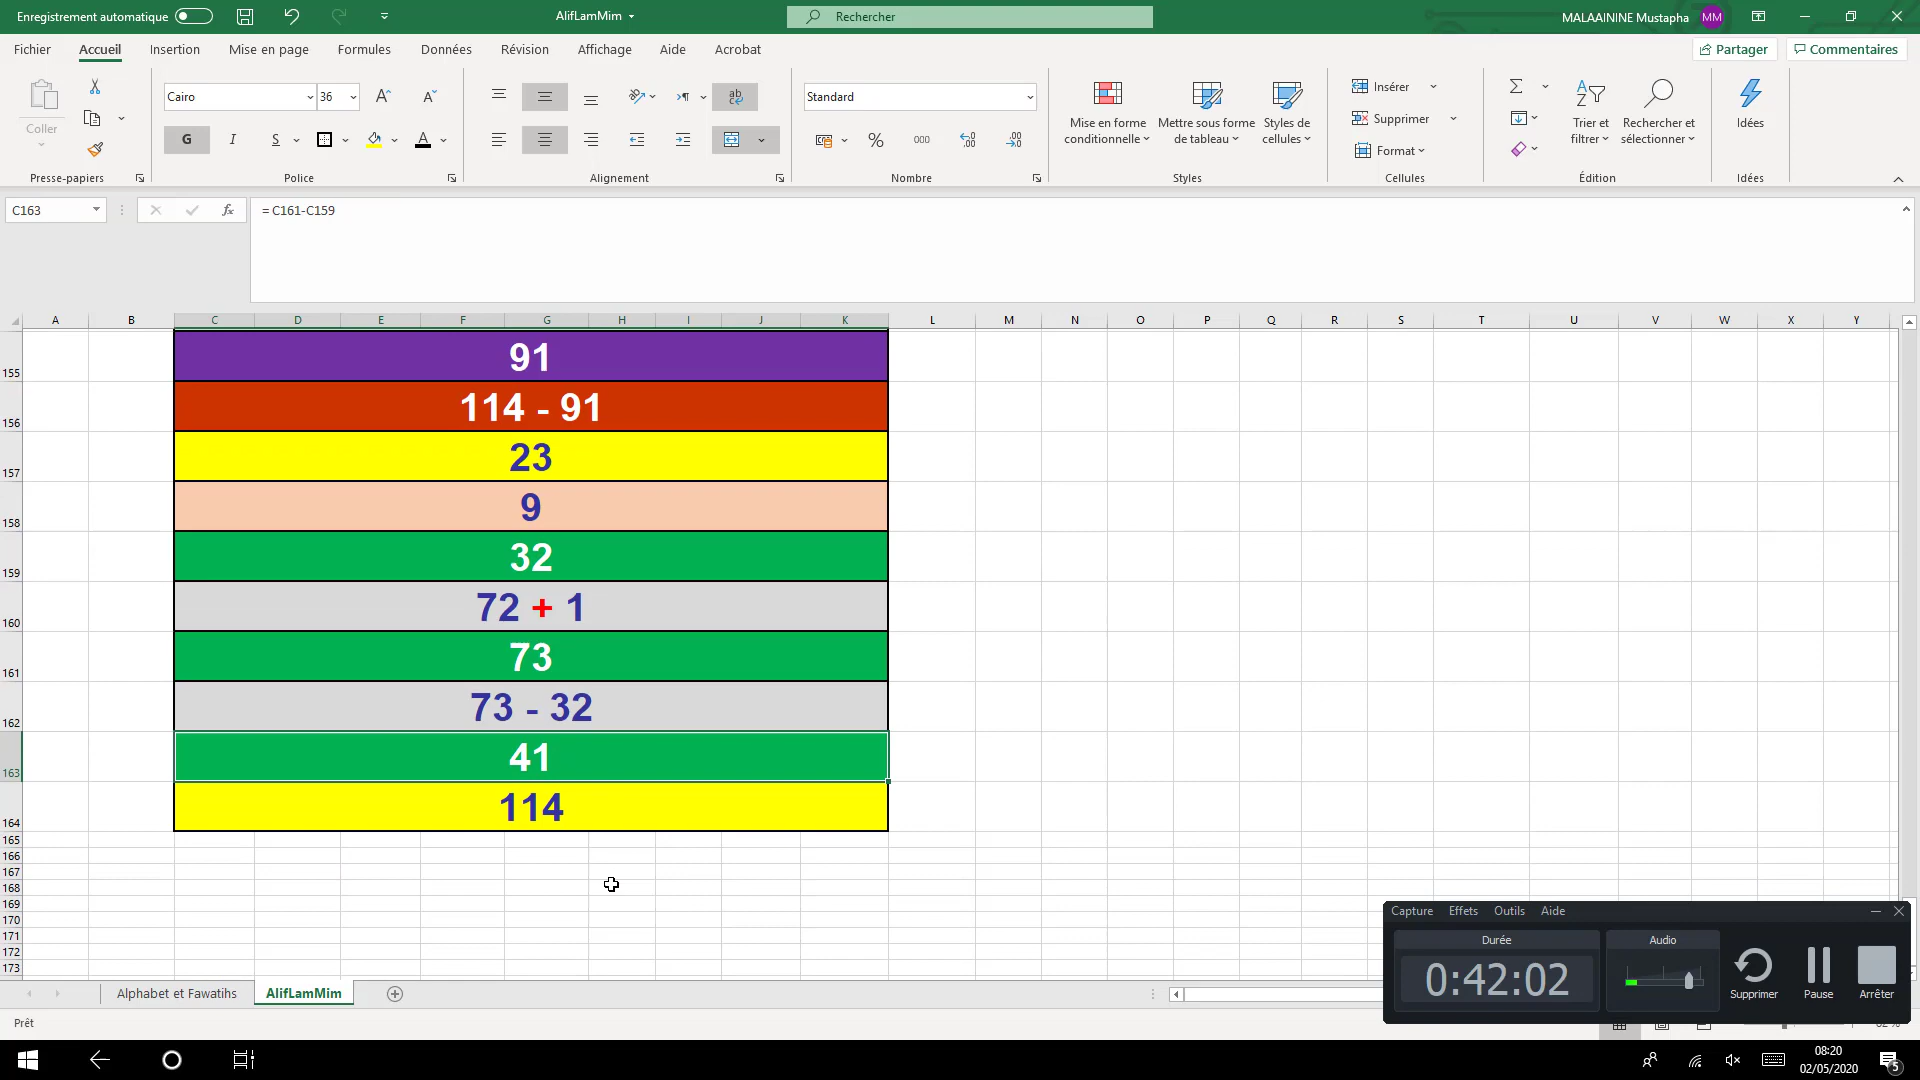 Enregistrement automatique
AlifLamMim
Rechercher
MALAAININE Mustapha MM
Fichier Accueil Insertion Mise en page Formules Données Révision Affichage Aide Acrobat
Partager Commentaires
Coller
Presse-papiers
Cairo 36
G I S
Police
Alignement
Standard
% 000
Nombre
Mise en forme conditionnelle
Mettre sous forme de tableau
Styles de cellules
Styles
Insérer
Supprimer
Format
Cellules
Trier et filtrer
Rechercher et sélectionner
Édition
Idées
Idées
C163 fx = C161-C159
A B C D E F G H I J K L M N O P Q R S T U V W X Y
155 91
156 114 - 91
157 23
158 9
159 32
160 72 + 1
161 73
162 73 - 32
163 41
164 114
165
166
167
168
169
170
171
172
173
Capture Effets Outils Aide
Durée
0:42:02
Audio
Supprimer Pause Arrêter
Alphabet et Fawatihs AlifLamMim
Prêt
08:20
02/05/2020
5